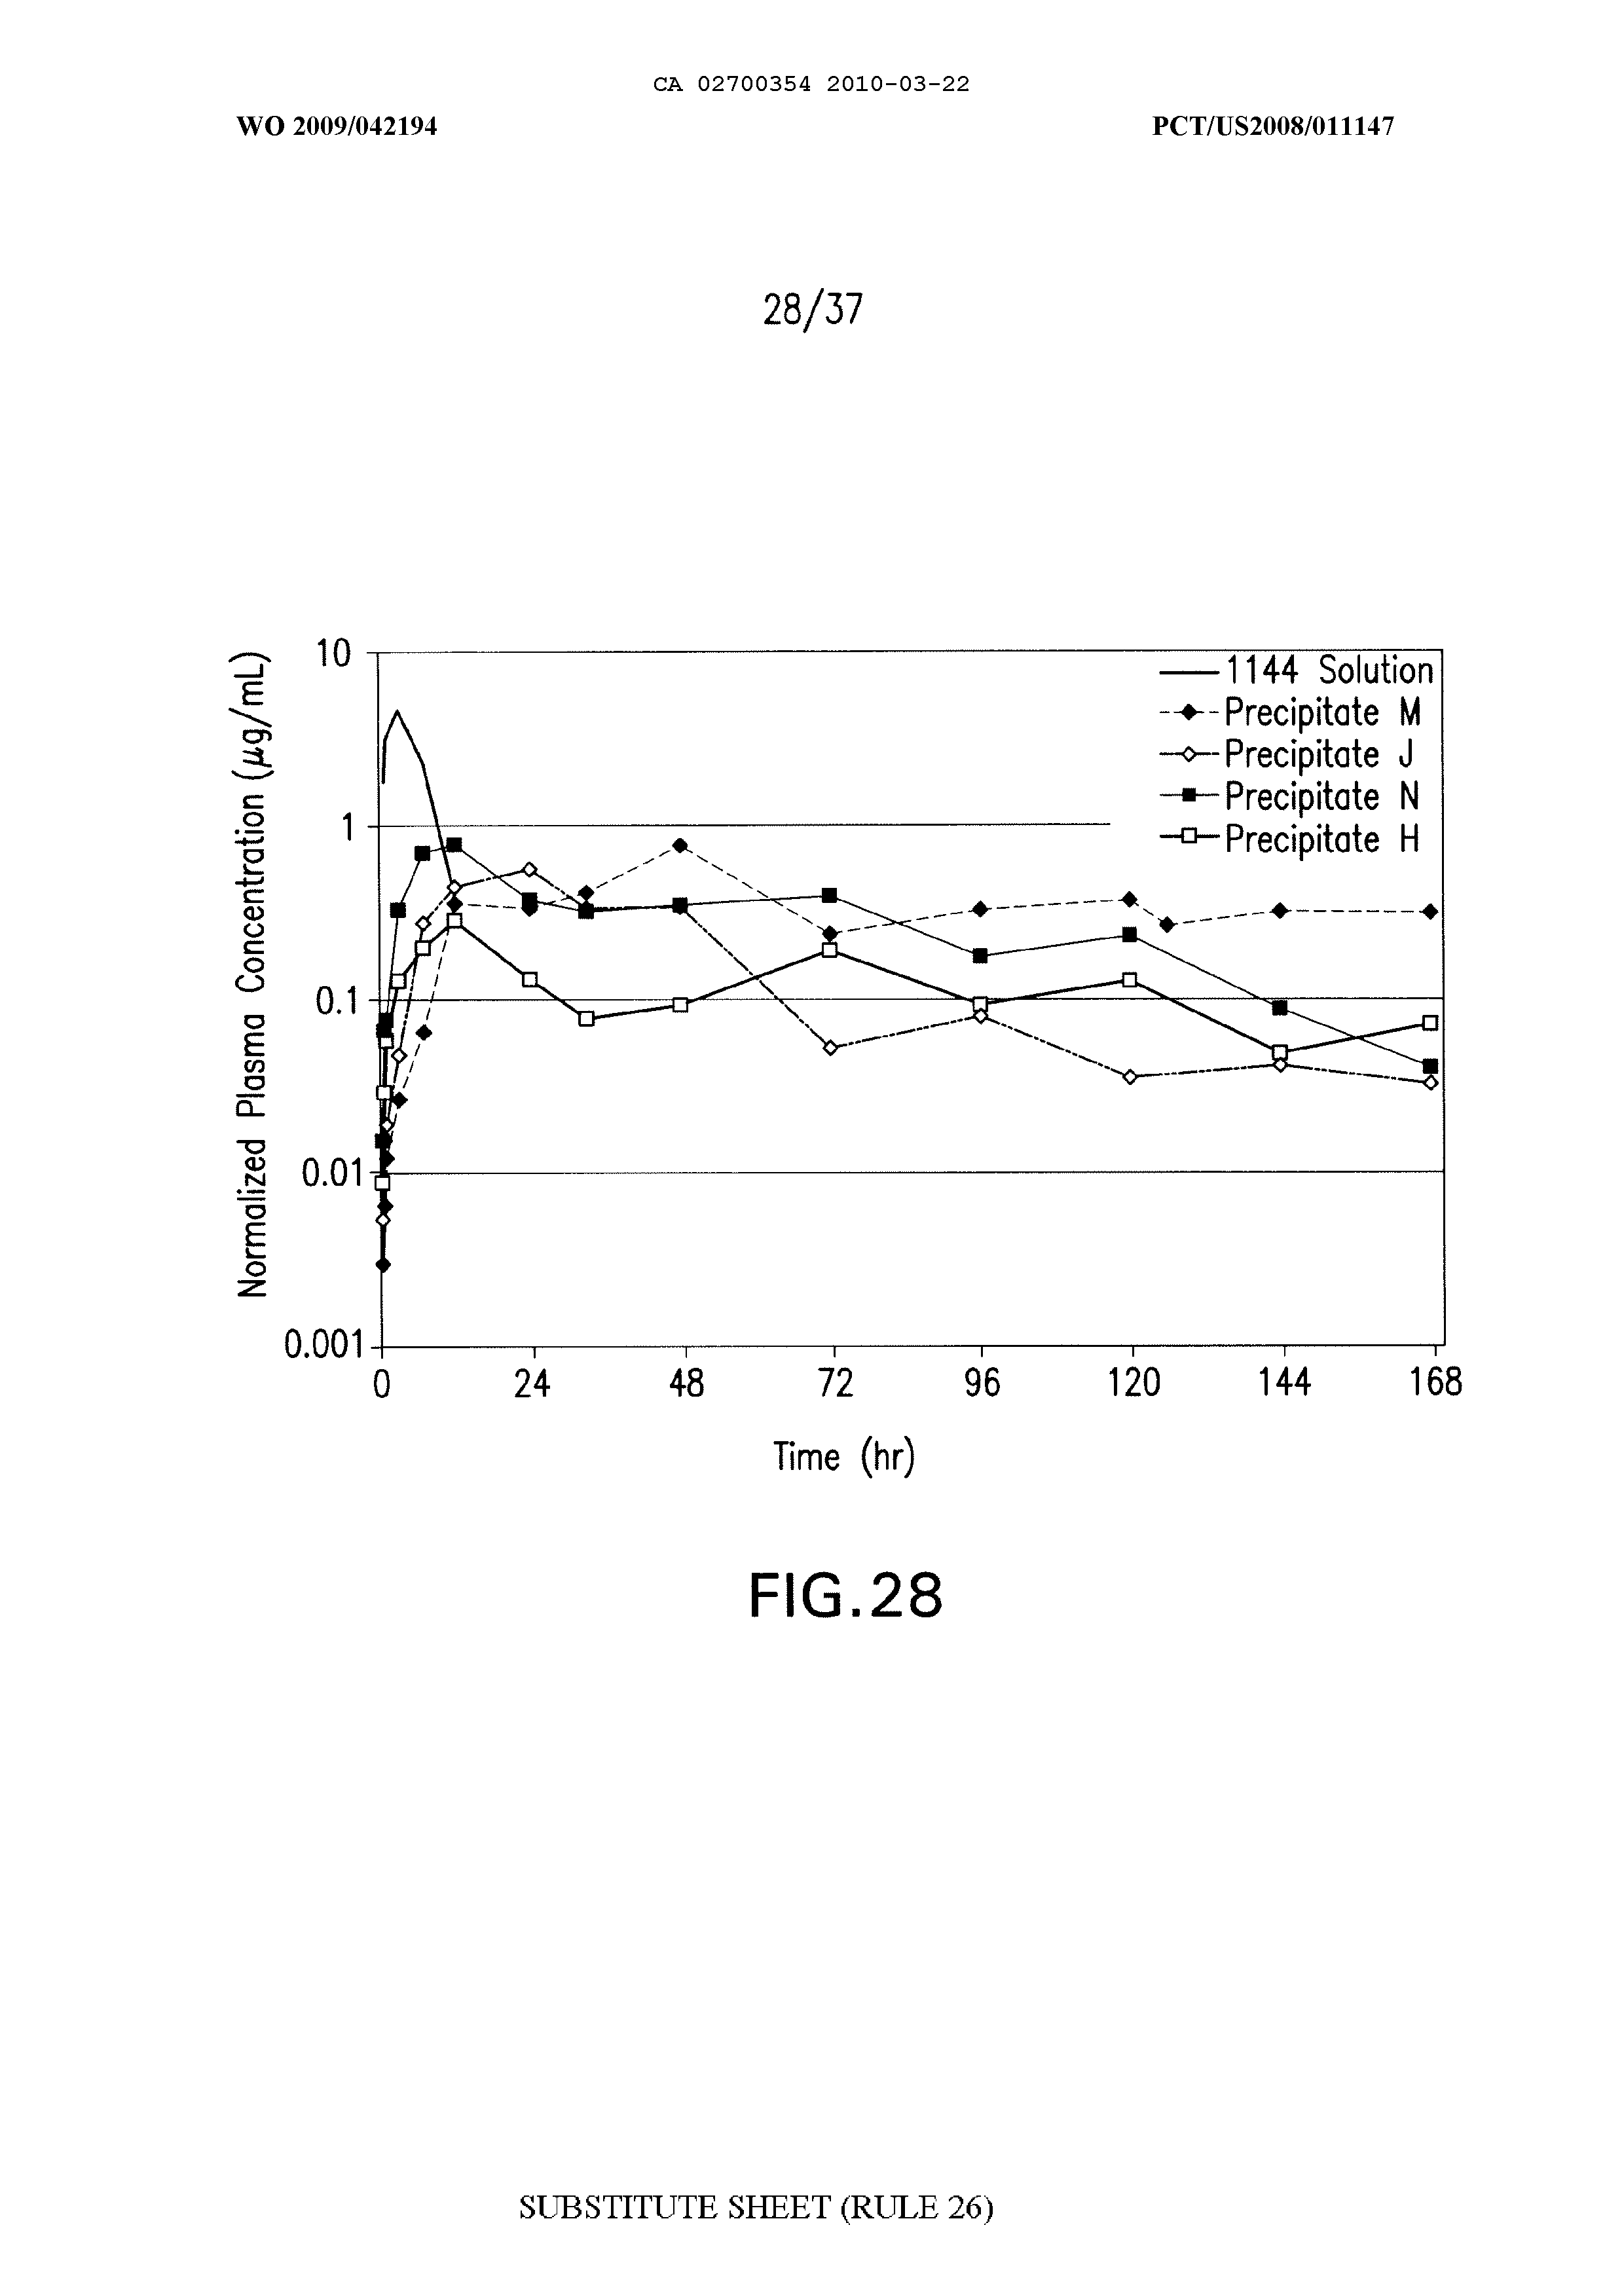 CA 02700354 2010-03-22
WO 2009/042194
PCT/US2008/011147
28/37
Normalized Plasma Concentration (μg/mL)
10
1
0.1
0.01
0.001
1144 Solution
Precipitate M
Precipitate J
Precipitate N
Precipitate H
0 24 48 72 96 120 144 168
Time (hr)
FIG.28
SUBSTITUTE SHEET (RULE 26)